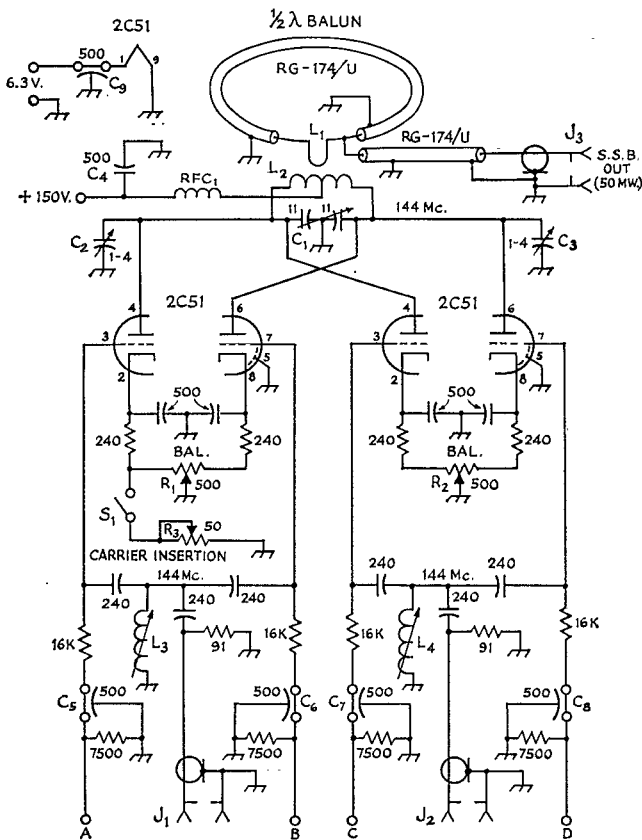 ½ λ BALUN
2C51
500
1
9
6.3 V.
C9
RG-174/U
L1
RG-174/U
J3
S.S.B.
OUT
(50 MW.)
500
C4
RFC1
L2
+ 150V.
11
11
144 Mc.
C1
C2
1-4
C3
1-4
2C51
4
6
3
7
5
2
8
2C51
4
6
3
7
5
2
8
500
240
240
BAL.
R1
500
500
240
240
BAL.
R2
500
S1
R3
50
CARRIER INSERTION
144 Mc.
240
240
240
16K
16K
L3
91
144 Mc.
240
240
240
16K
16K
L4
91
C5
500
7500
500
C6
7500
C7
500
7500
500
C8
7500
A
J1
B
C
J2
D